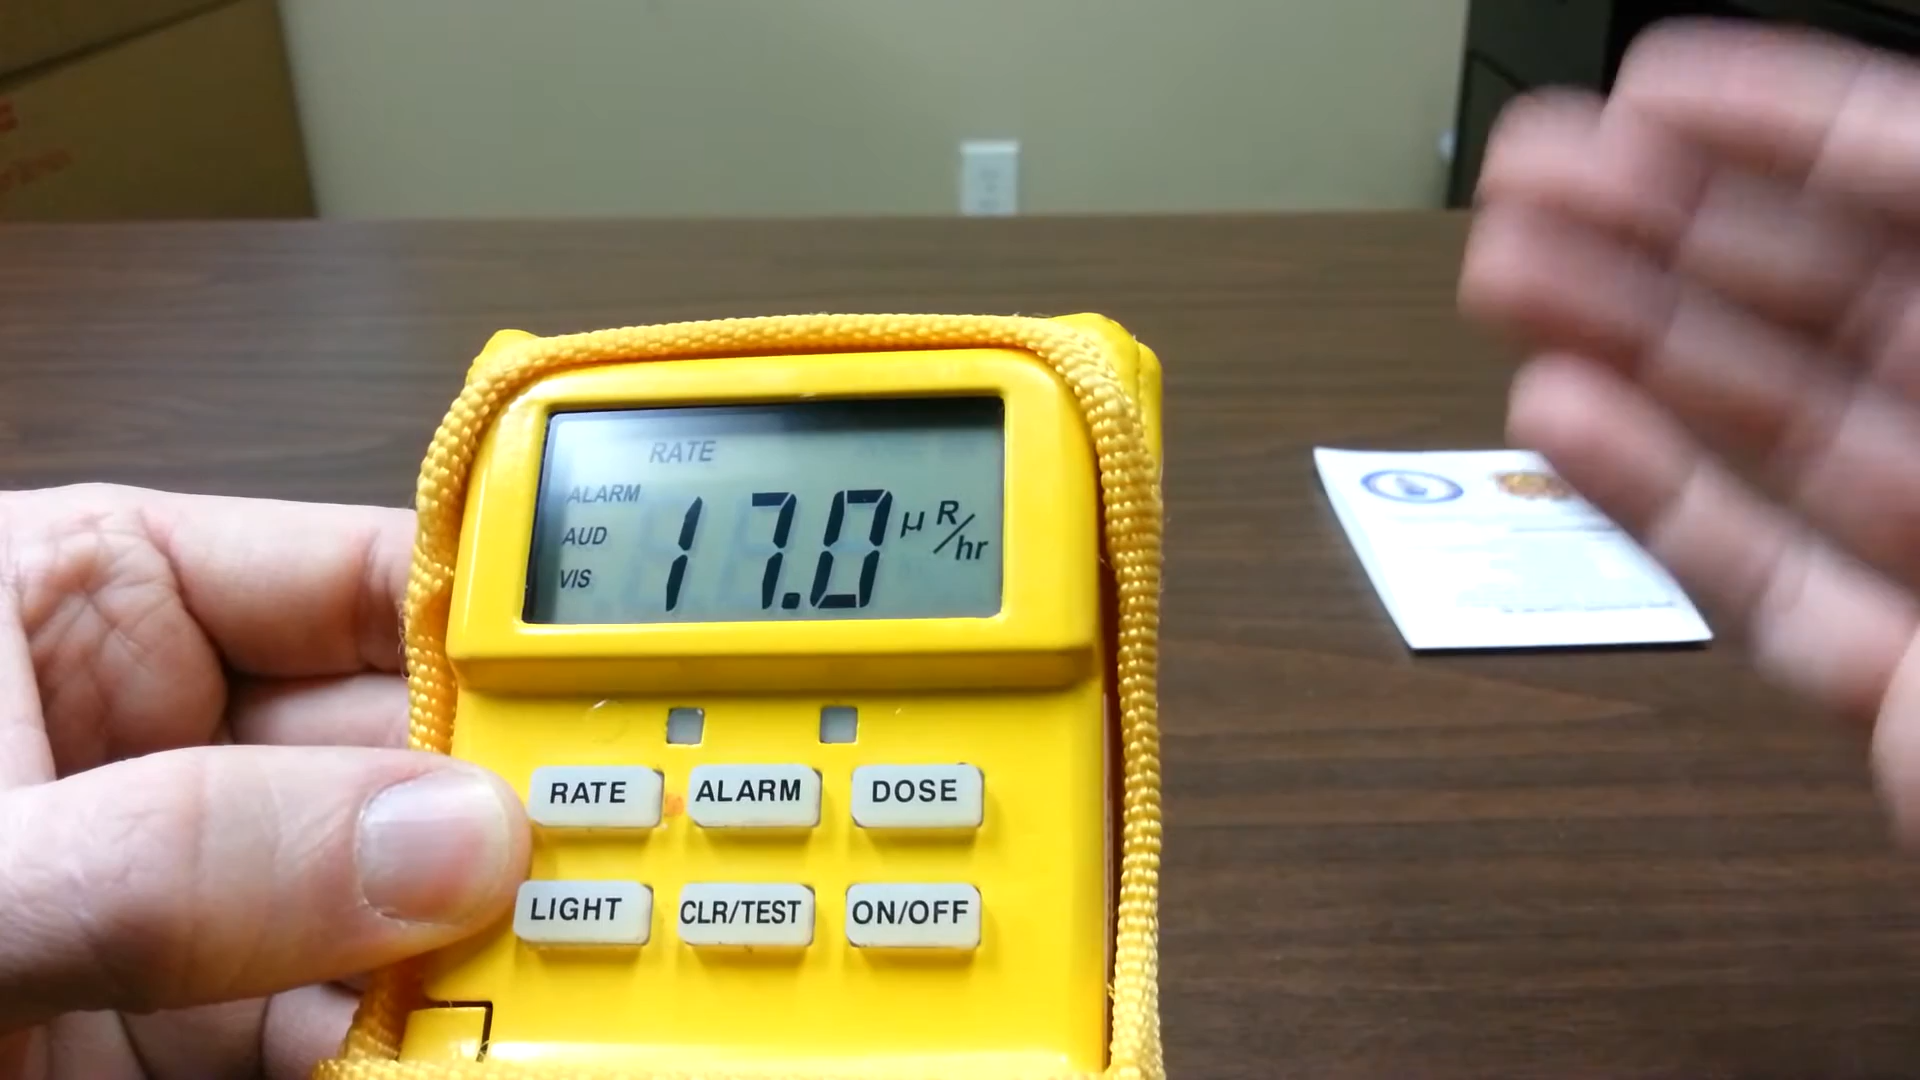 RATE
ALARM
AUD
VIS
17.0 μR/hr
RATE ALARM DOSE
LIGHT CLR/TEST ON/OFF